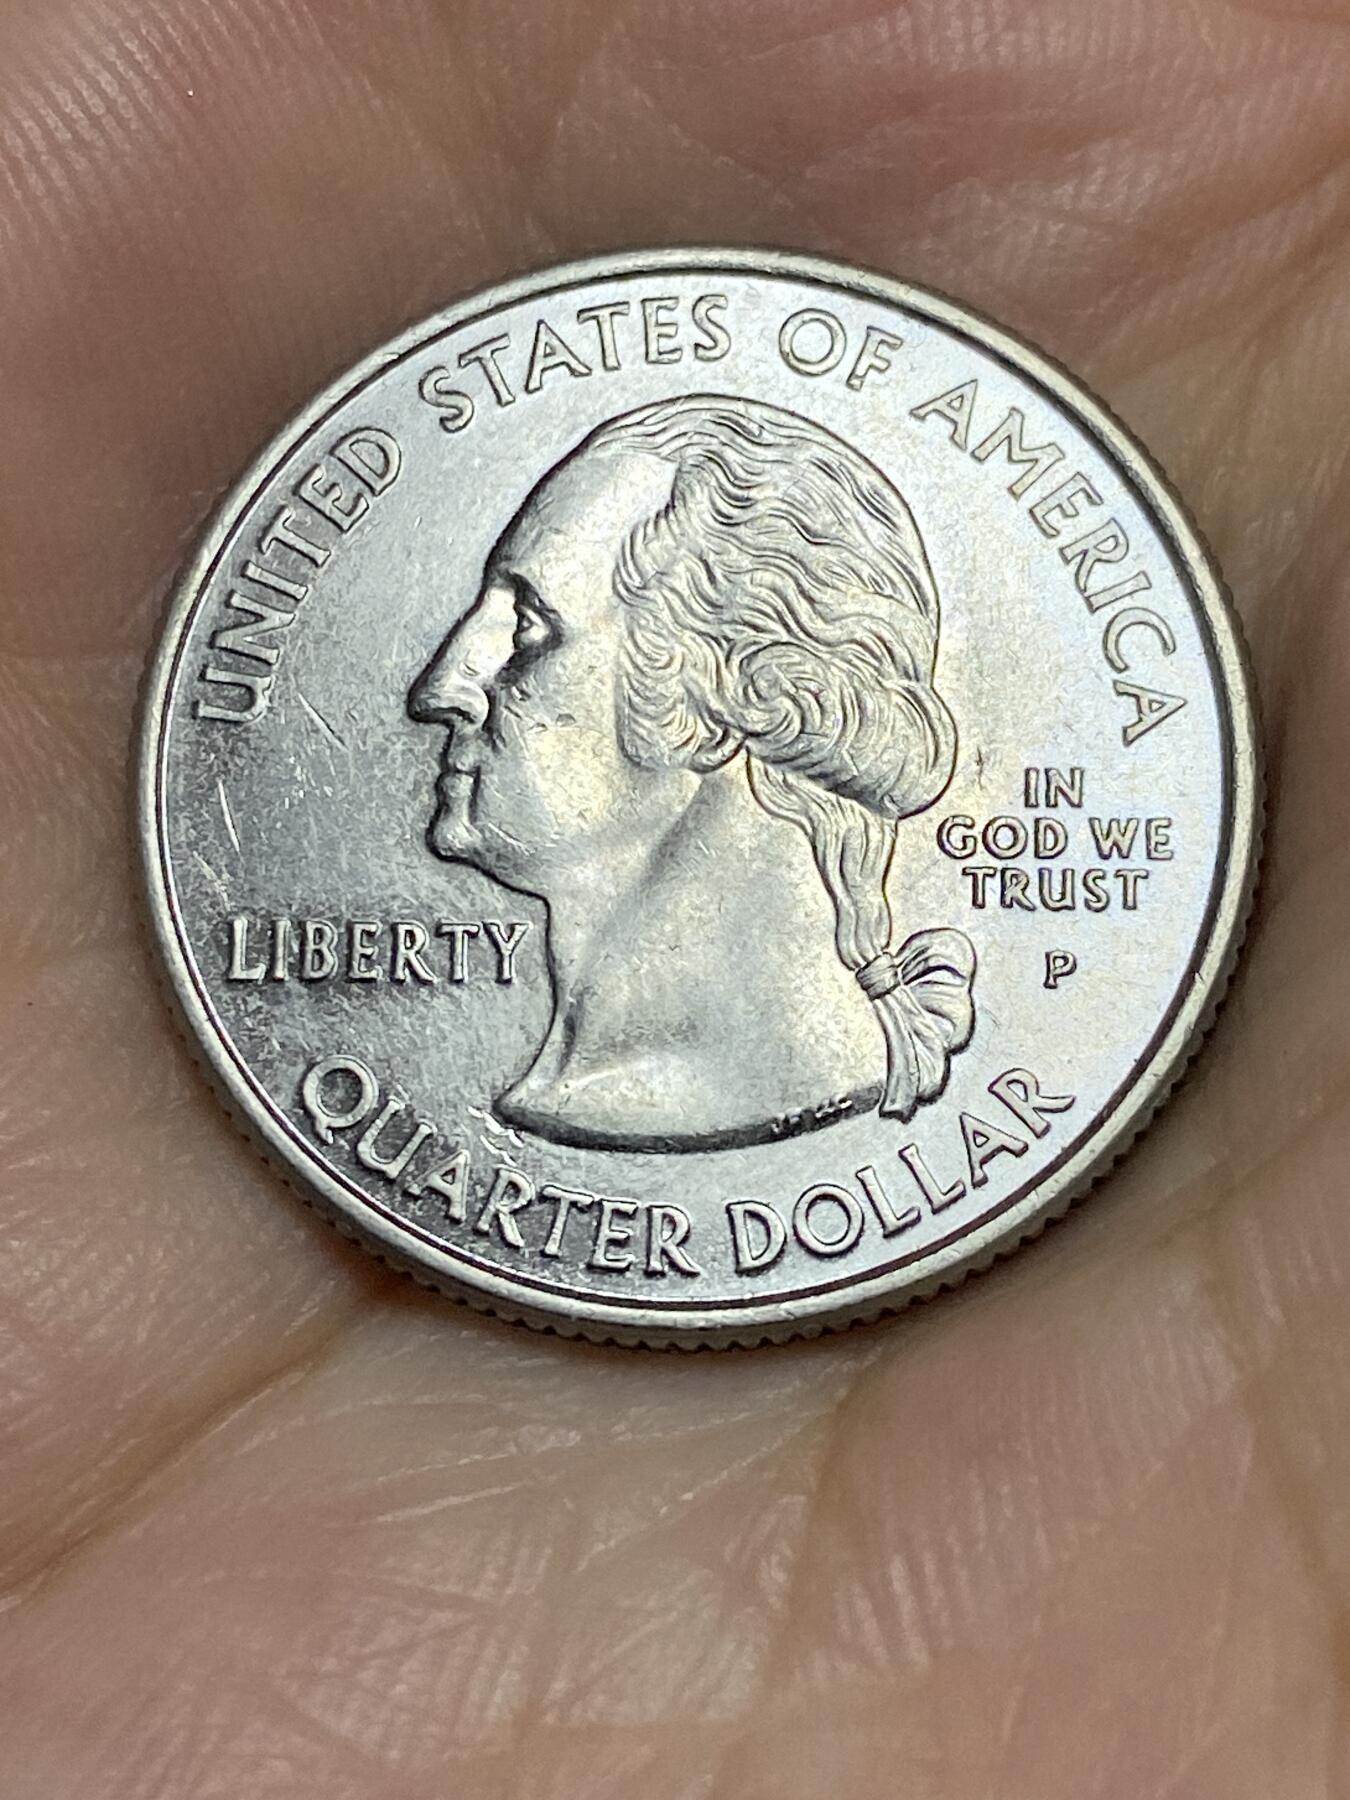 UNITED STATES OF AMERICA
LIBERTY
IN
GOD WE
TRUST
P
QUARTER DOLLAR